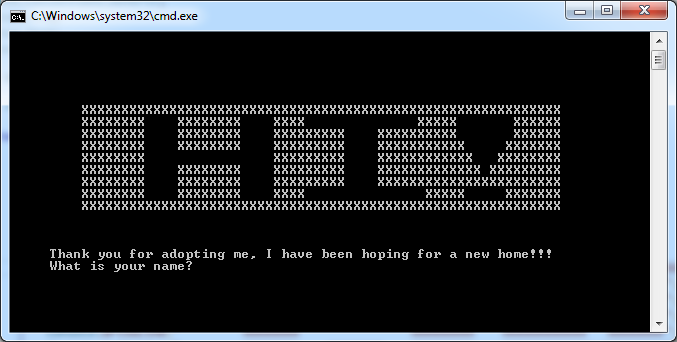 HI!
Thank you for adopting me, I have been hoping for a new home!!!
What is your name?
C:\Windows\system32\cmd.exe